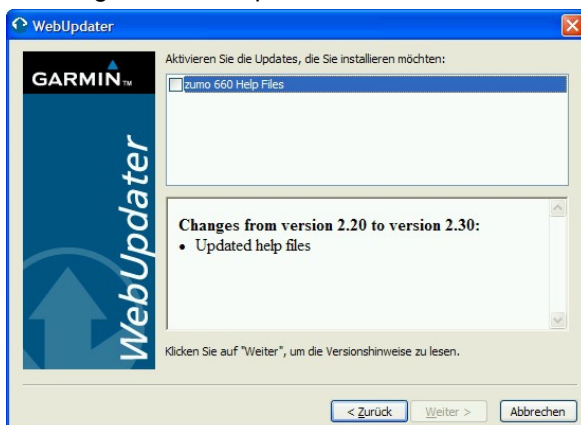 WebUpdater
GARMIN™
WebUpdater
Aktivieren Sie die Updates, die Sie installieren möchten:
zumo 660 Help Files
Changes from version 2.20 to version 2.30:
• Updated help files
Klicken Sie auf "Weiter", um die Versionshinweise zu lesen.
< Zurück
Weiter >
Abbrechen